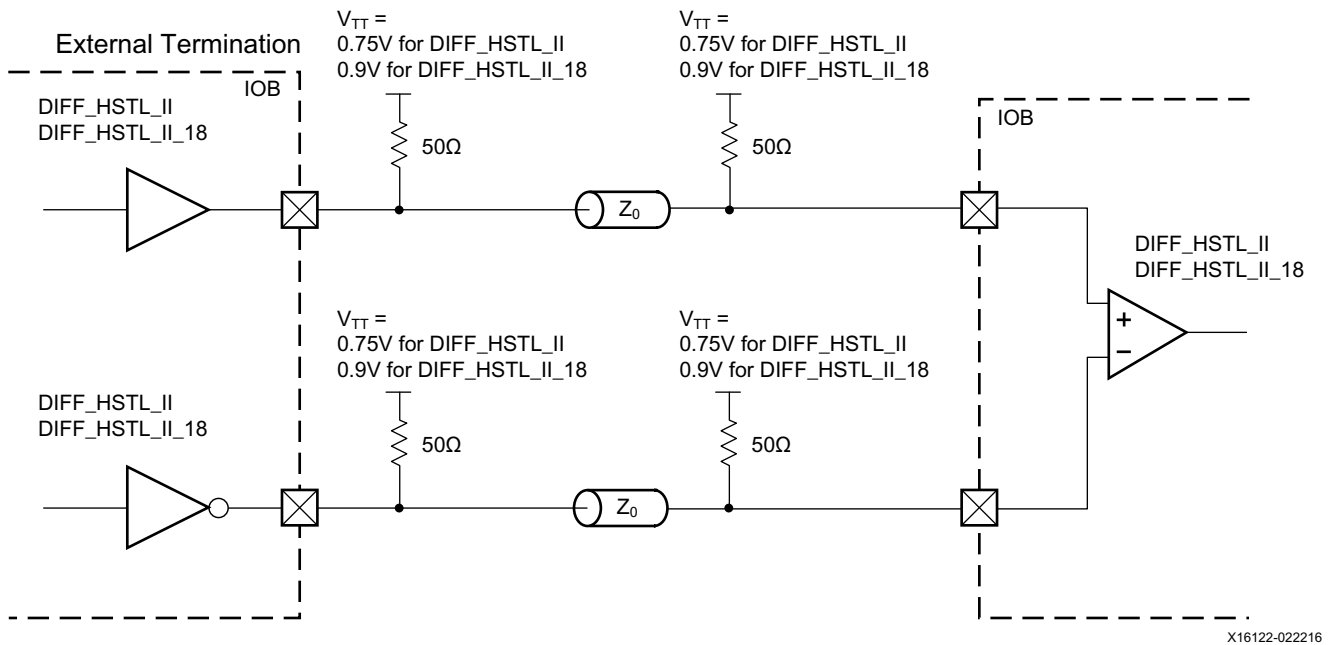 External Termination
V_TT =
0.75V for DIFF_HSTL_II
0.9V for DIFF_HSTL_II_18
V_TT =
0.75V for DIFF_HSTL_II
0.9V for DIFF_HSTL_II_18
IOB
IOB
DIFF_HSTL_II
DIFF_HSTL_II_18
50Ω
50Ω
Z₀
DIFF_HSTL_II
DIFF_HSTL_II_18
+
−
V_TT =
0.75V for DIFF_HSTL_II
0.9V for DIFF_HSTL_II_18
V_TT =
0.75V for DIFF_HSTL_II
0.9V for DIFF_HSTL_II_18
DIFF_HSTL_II
DIFF_HSTL_II_18
50Ω
50Ω
Z₀
X16122-022216